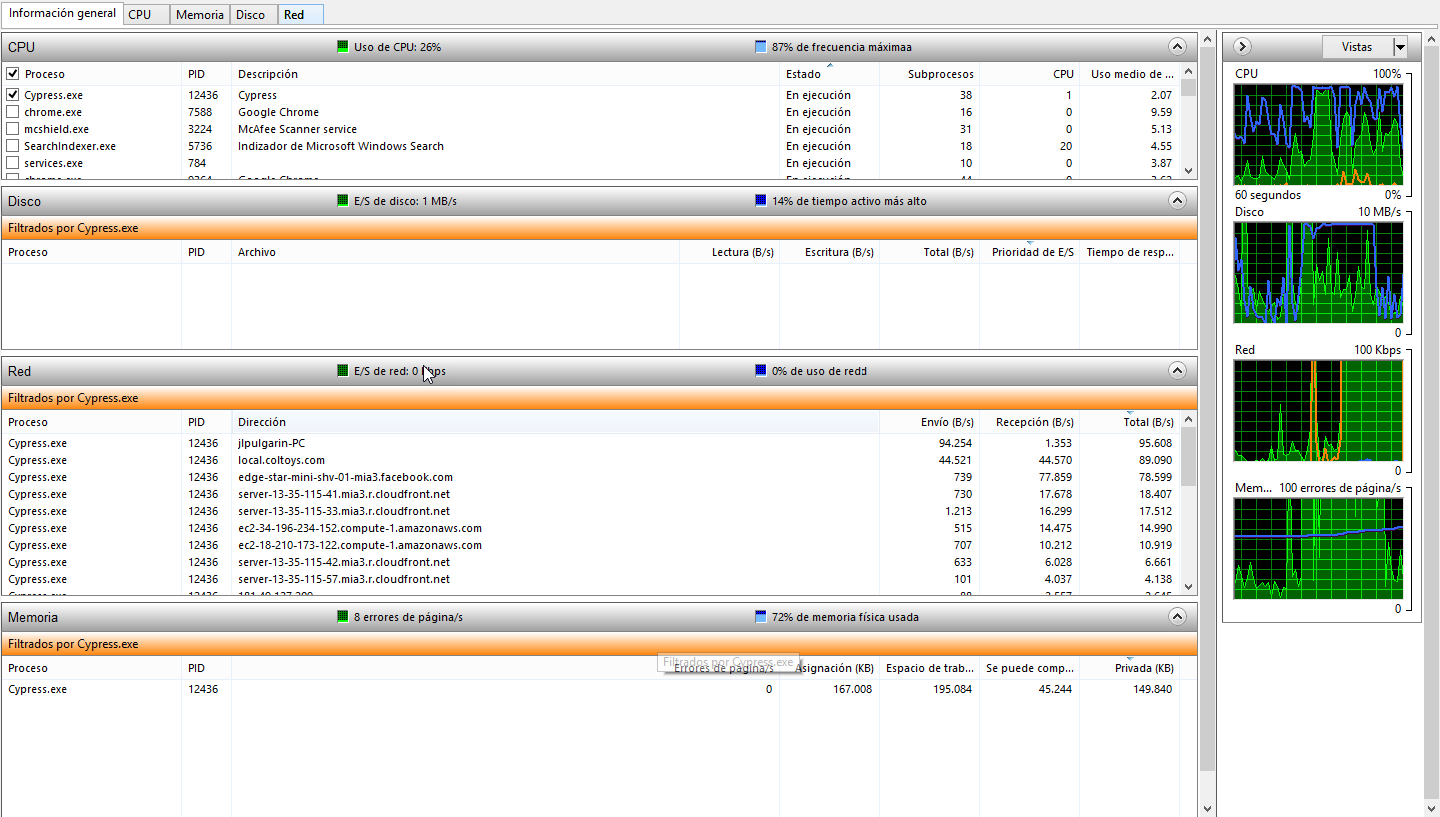 Información general CPU Memoria Disco Red
CPU Uso de CPU: 26% 87% de frecuencia máximaa
Proceso PID Descripción Estado Subprocesos CPU Uso medio de ...
Cypress.exe 12436 Cypress En ejecución 38 1 2.07
chrome.exe 7588 Google Chrome En ejecución 16 0 9.59
mcshield.exe 3224 McAfee Scanner service En ejecución 31 0 5.13
SearchIndexer.exe 5736 Indizador de Microsoft Windows Search En ejecución 18 20 4.55
services.exe 784 En ejecución 10 0 3.87
Disco E/S de disco: 1 MB/s 14% de tiempo activo más alto
Filtrados por Cypress.exe
Proceso PID Archivo Lectura (B/s) Escritura (B/s) Total (B/s) Prioridad de E/S Tiempo de resp...
Red E/S de red: 0 0% de uso de redd
Filtrados por Cypress.exe
Proceso PID Dirección Envío (B/s) Recepción (B/s) Total (B/s)
Cypress.exe 12436 jlpulgarin-PC 94.254 1.353 95.608
Cypress.exe 12436 local.coltoys.com 44.521 44.570 89.090
Cypress.exe 12436 edge-star-mini-shv-01-mia3.facebook.com 739 77.859 78.599
Cypress.exe 12436 server-13-35-115-41.mia3.r.cloudfront.net 730 17.678 18.407
Cypress.exe 12436 server-13-35-115-33.mia3.r.cloudfront.net 1.213 16.299 17.512
Cypress.exe 12436 ec2-34-196-234-152.compute-1.amazonaws.com 515 14.475 14.990
Cypress.exe 12436 ec2-18-210-173-122.compute-1.amazonaws.com 707 10.212 10.919
Cypress.exe 12436 server-13-35-115-42.mia3.r.cloudfront.net 633 6.028 6.661
Cypress.exe 12436 server-13-35-115-57.mia3.r.cloudfront.net 101 4.037 4.138
Memoria 8 errores de página/s 72% de memoria física usada
Filtrados por Cypress.exe
Filtrados por Cypress.exe
Proceso PID Errores de página/s Asignación (KB) Espacio de trab... Se puede comp... Privada (KB)
Cypress.exe 12436 0 167.008 195.084 45.244 149.840
Vistas
CPU 100%
60 segundos 0%
Disco 10 MB/s
0
Red 100 Kbps
0
Mem... 100 errores de página/s
0